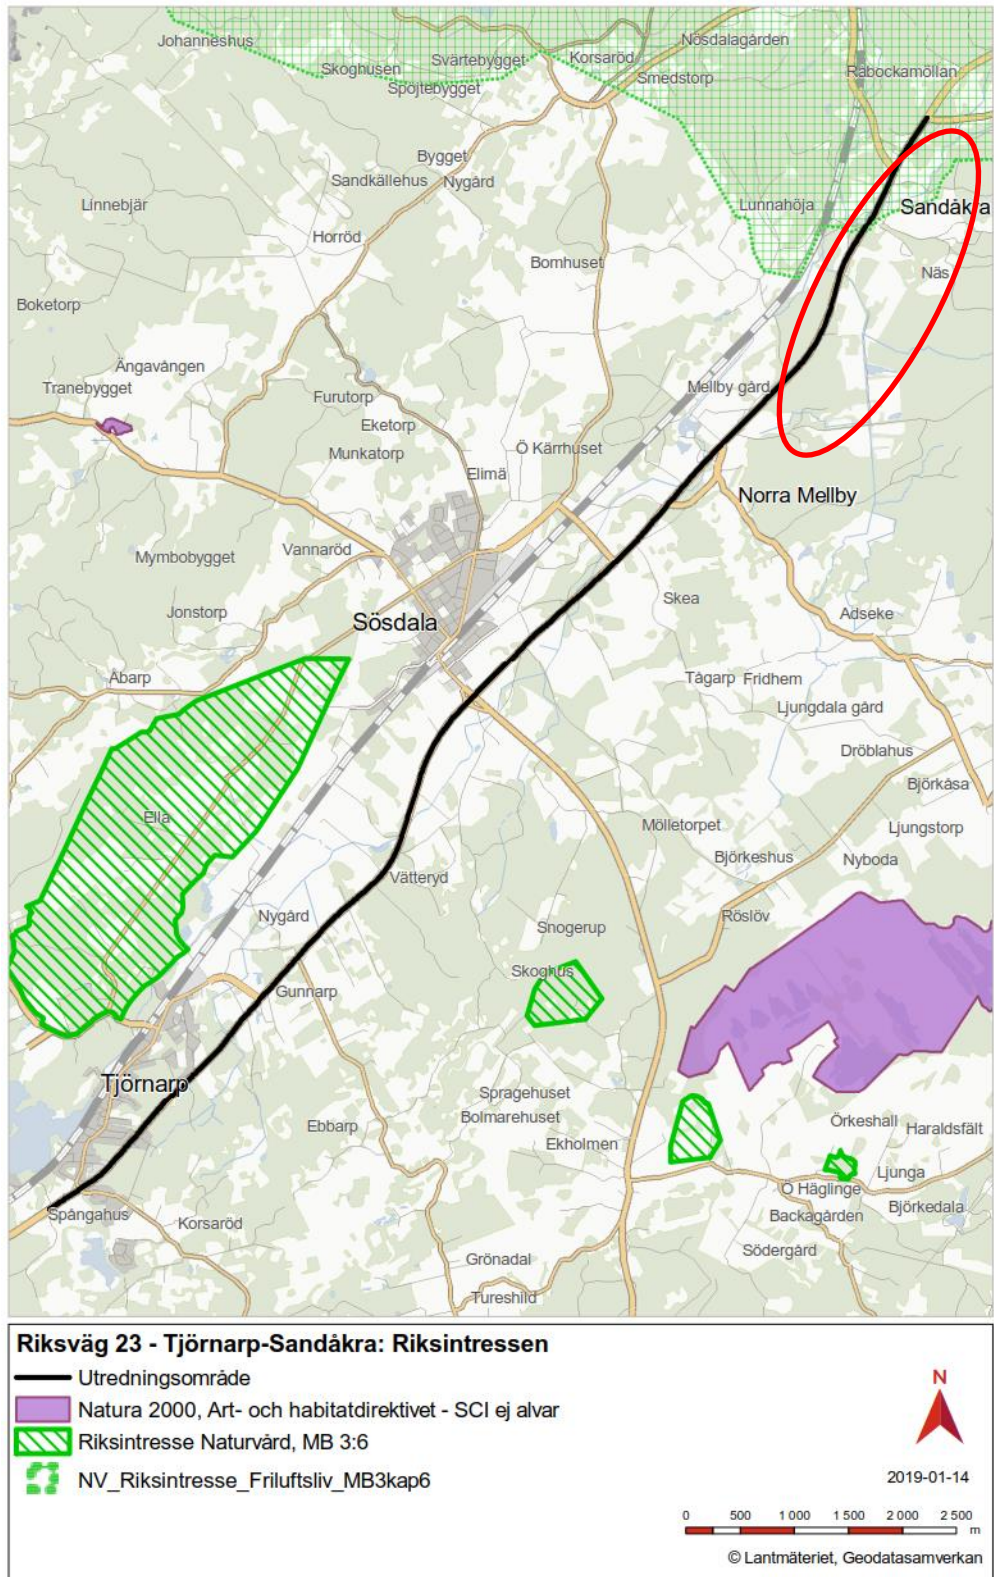 Johanneshus
Nösdalagården
Svärtebygget
Korsaröd
Skoghusen
Smedstorp
Rabockamöllan
Spöjtebygget
Bygget
Sandkällehus
Nygård
Linnebjär
Lunnahöja
Sandåkra
Horröd
Bomhuset
Näs
Boketorp
Ängavången
Tranebygget
Mellby gård
Furutorp
Eketorp
Munkatorp
Ö Kärrhuset
Elimä
Norra Mellby
Vannaröd
Mymbobygget
Skea
Jonstorp
Adseke
Sösdala
Åbarp
Tågarp
Fridhem
Ljungdala gård
Dröblahus
Björkåsa
Ella
Mölletorpet
Ljungstorp
Björkeshus
Nyboda
Vätteryd
Nygård
Röslöv
Snogerup
Skoghus
Gunnarp
Tjörnarp
Spragehuset
Bolmarehuset
Ebbarp
Ekholmen
Örkeshall
Haraldsfält
Ljunga
Ö Häglinge
Björkedala
Spångahus
Korsaröd
Backagården
Södergård
Grönadal
Tureshild
Riksväg 23 - Tjörnarp-Sandåkra: Riksintressen
Utredningsområde
Natura 2000, Art- och habitatdirektivet - SCI ej alvar
Riksintresse Naturvård, MB 3:6
NV_Riksintresse_Friluftsliv_MB3kap6
N
2019-01-14
0 500 1 000 1 500 2 000 2 500
m
© Lantmäteriet, Geodatasamverkan